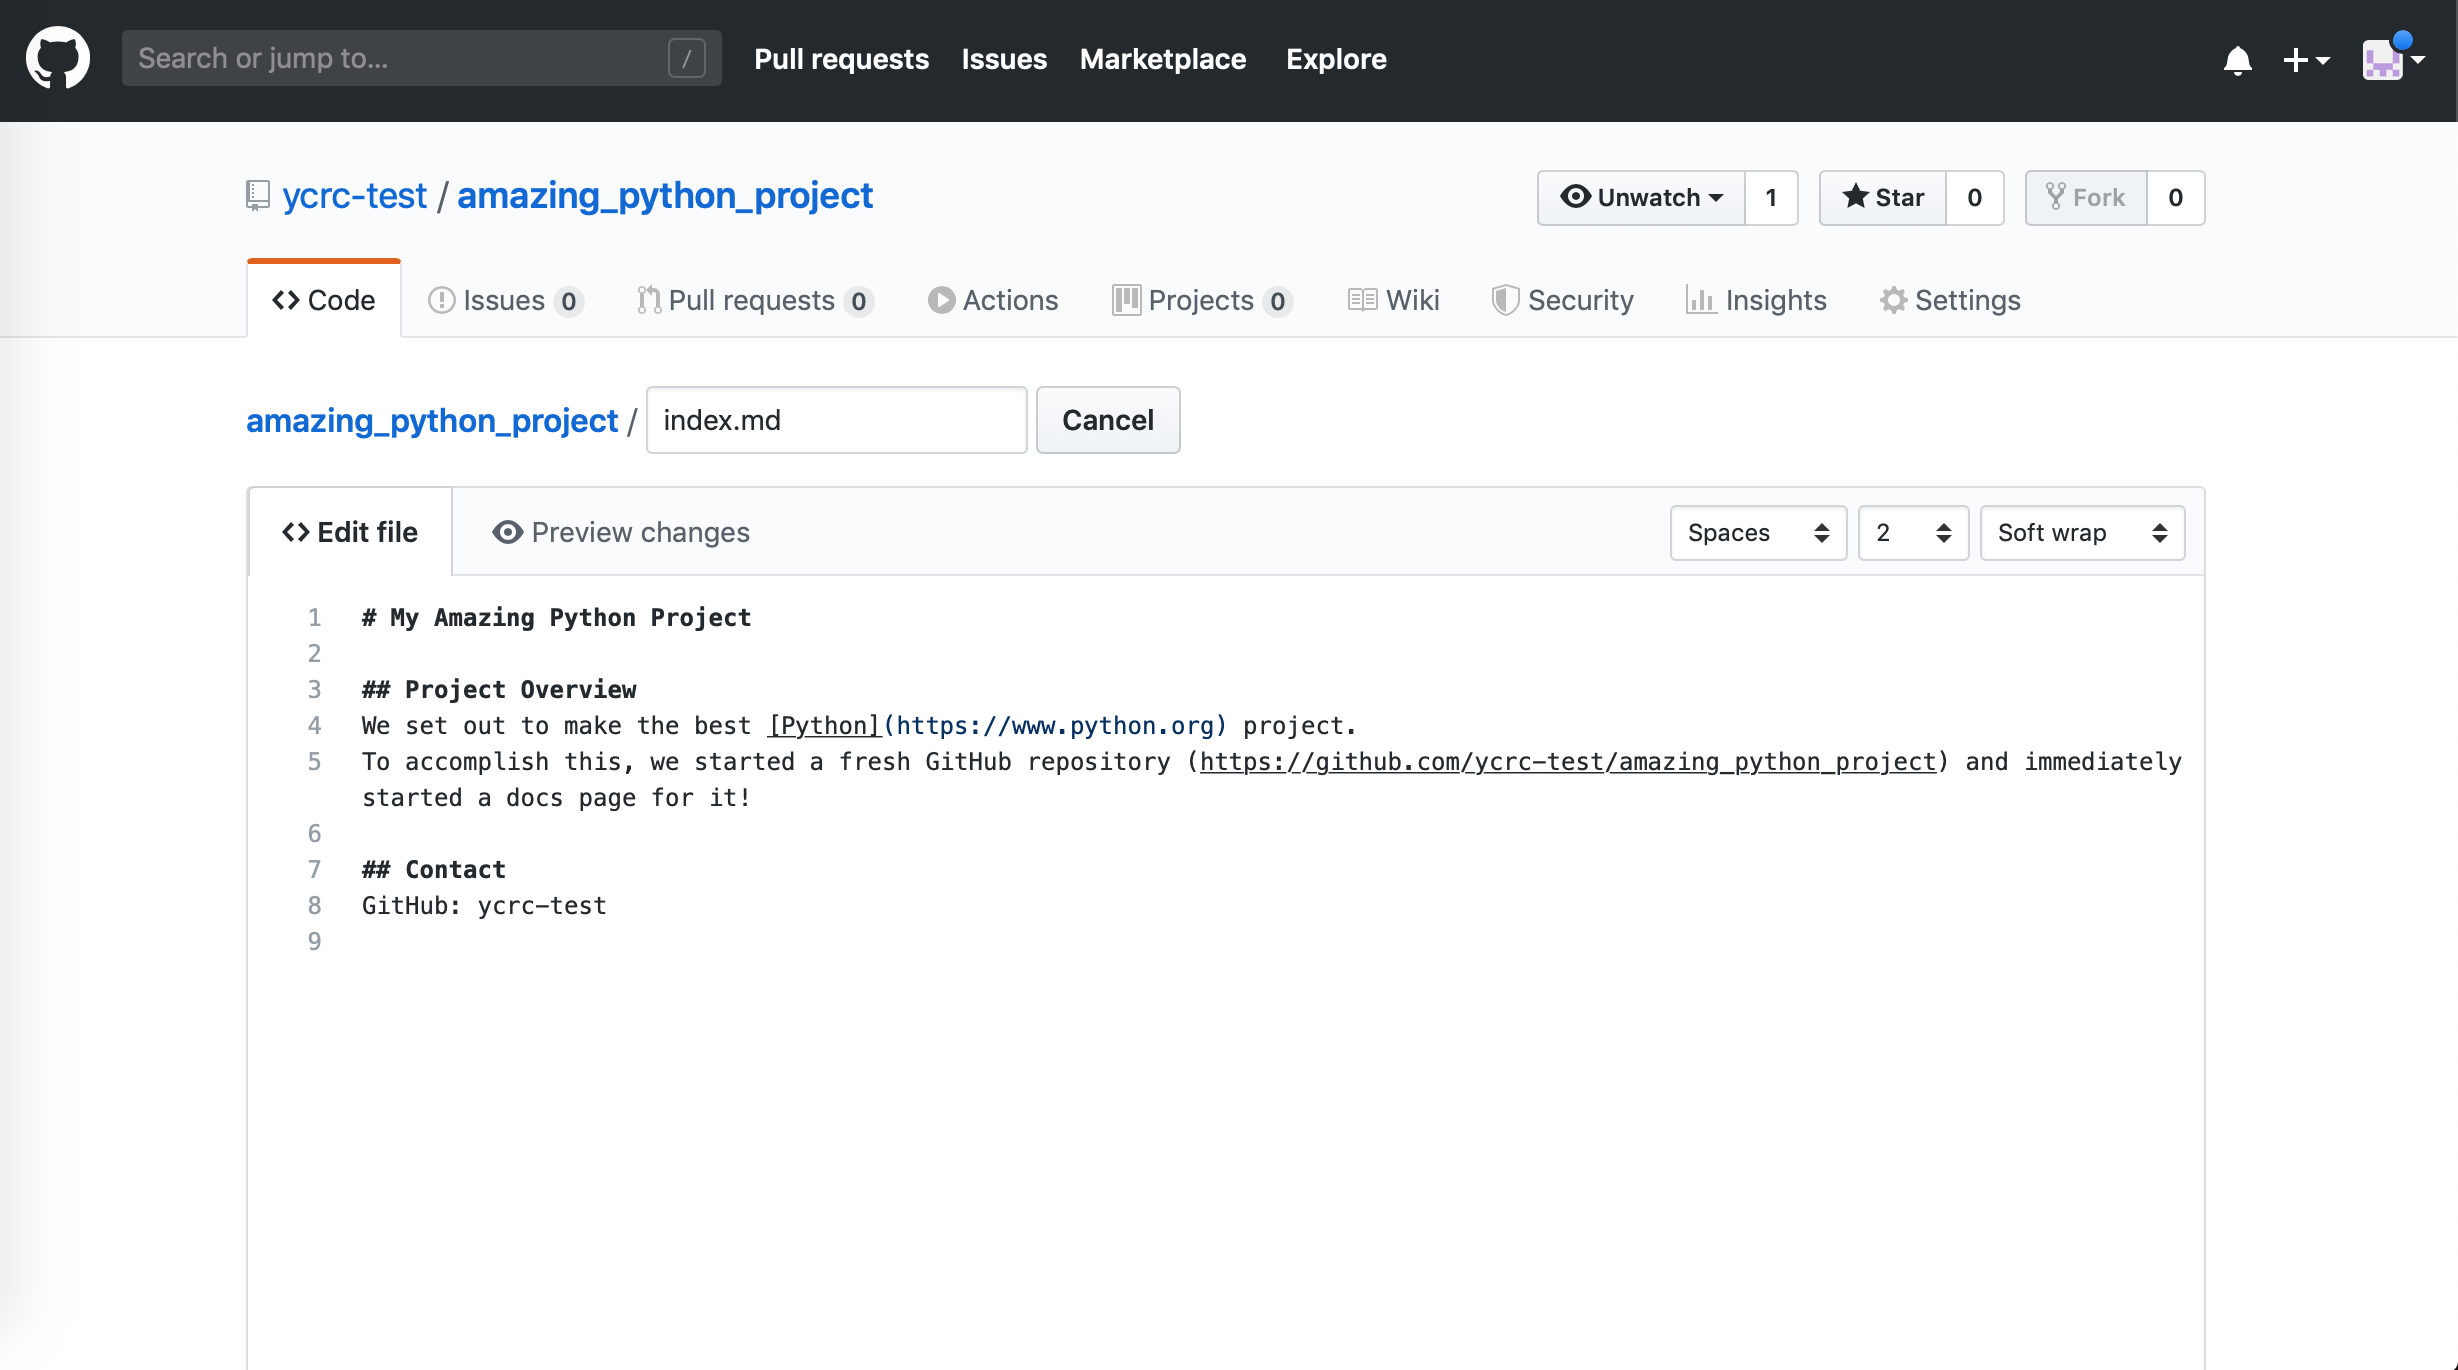 Search or jump to... /
Pull requests Issues Marketplace Explore
ycrc-test / amazing_python_project
Unwatch 1 Star 0 Fork 0
Code Issues 0 Pull requests 0 Actions Projects 0 Wiki Security Insights Settings
amazing_python_project / index.md Cancel
Edit file Preview changes Spaces 2 Soft wrap
1 # My Amazing Python Project
2
3 ## Project Overview
4 We set out to make the best [Python](https://www.python.org) project.
5 To accomplish this, we started a fresh GitHub repository (https://github.com/ycrc-test/amazing_python_project) and immediately
started a docs page for it!
6
7 ## Contact
8 GitHub: ycrc-test
9